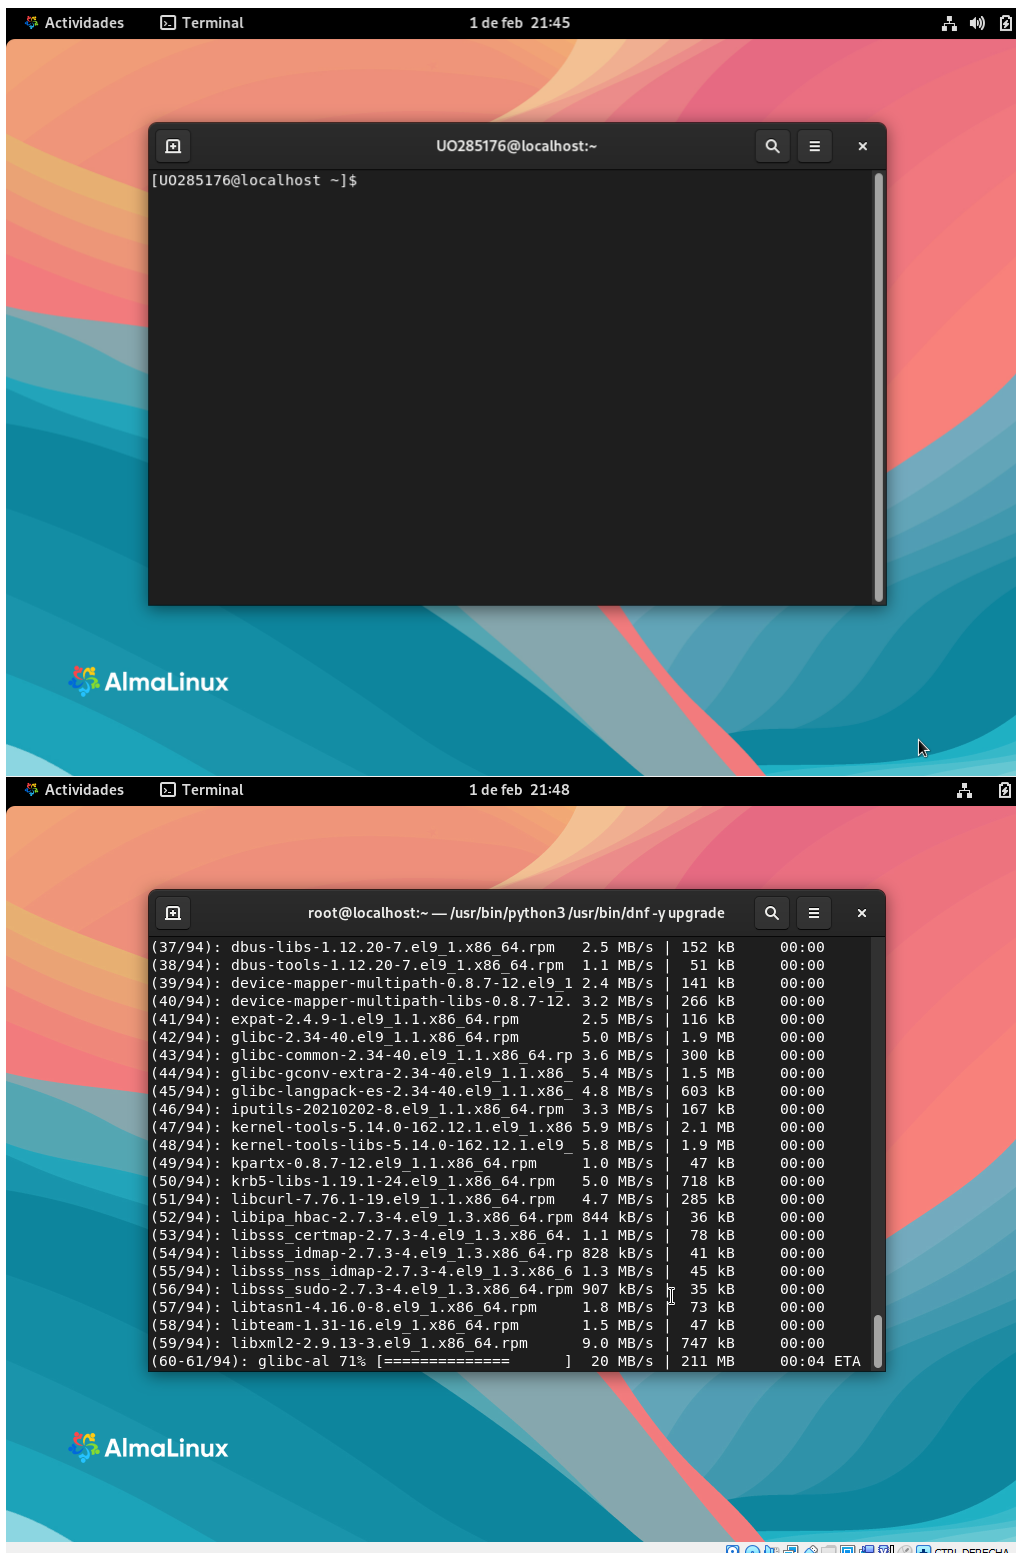 Actividades Terminal 1 de feb 21:45
UO285176@localhost:~
[UO285176@localhost ~]$
AlmaLinux
Actividades Terminal 1 de feb 21:48
root@localhost:~ — /usr/bin/python3 /usr/bin/dnf -y upgrade
(37/94): dbus-libs-1.12.20-7.el9_1.x86_64.rpm 2.5 MB/s | 152 kB 00:00
(38/94): dbus-tools-1.12.20-7.el9_1.x86_64.rpm 1.1 MB/s | 51 kB 00:00
(39/94): device-mapper-multipath-0.8.7-12.el9_1 2.4 MB/s | 141 kB 00:00
(40/94): device-mapper-multipath-libs-0.8.7-12. 3.2 MB/s | 266 kB 00:00
(41/94): expat-2.4.9-1.el9_1.1.x86_64.rpm 2.5 MB/s | 116 kB 00:00
(42/94): glibc-2.34-40.el9_1.1.x86_64.rpm 5.0 MB/s | 1.9 MB 00:00
(43/94): glibc-common-2.34-40.el9_1.1.x86_64.rp 3.6 MB/s | 300 kB 00:00
(44/94): glibc-gconv-extra-2.34-40.el9_1.1.x86_ 5.4 MB/s | 1.5 MB 00:00
(45/94): glibc-langpack-es-2.34-40.el9_1.1.x86_ 4.8 MB/s | 603 kB 00:00
(46/94): iputils-20210202-8.el9_1.1.x86_64.rpm 3.3 MB/s | 167 kB 00:00
(47/94): kernel-tools-5.14.0-162.12.1.el9_1.x86 5.9 MB/s | 2.1 MB 00:00
(48/94): kernel-tools-libs-5.14.0-162.12.1.el9_ 5.8 MB/s | 1.9 MB 00:00
(49/94): kpartx-0.8.7-12.el9_1.1.x86_64.rpm 1.0 MB/s | 47 kB 00:00
(50/94): krb5-libs-1.19.1-24.el9_1.x86_64.rpm 5.0 MB/s | 718 kB 00:00
(51/94): libcurl-7.76.1-19.el9_1.1.x86_64.rpm 4.7 MB/s | 285 kB 00:00
(52/94): libipa_hbac-2.7.3-4.el9_1.3.x86_64.rpm 844 kB/s | 36 kB 00:00
(53/94): libsss_certmap-2.7.3-4.el9_1.3.x86_64. 1.1 MB/s | 78 kB 00:00
(54/94): libsss_idmap-2.7.3-4.el9_1.3.x86_64.rp 828 kB/s | 41 kB 00:00
(55/94): libsss_nss_idmap-2.7.3-4.el9_1.3.x86_6 1.3 MB/s | 45 kB 00:00
(56/94): libsss_sudo-2.7.3-4.el9_1.3.x86_64.rpm 907 kB/s | 35 kB 00:00
(57/94): libtasn1-4.16.0-8.el9_1.x86_64.rpm 1.8 MB/s | 73 kB 00:00
(58/94): libteam-1.31-16.el9_1.x86_64.rpm 1.5 MB/s | 47 kB 00:00
(59/94): libxml2-2.9.13-3.el9_1.x86_64.rpm 9.0 MB/s | 747 kB 00:00
(60-61/94): glibc-al 71% [============== ] 20 MB/s | 211 MB 00:04 ETA
AlmaLinux
CTRL DERECHA